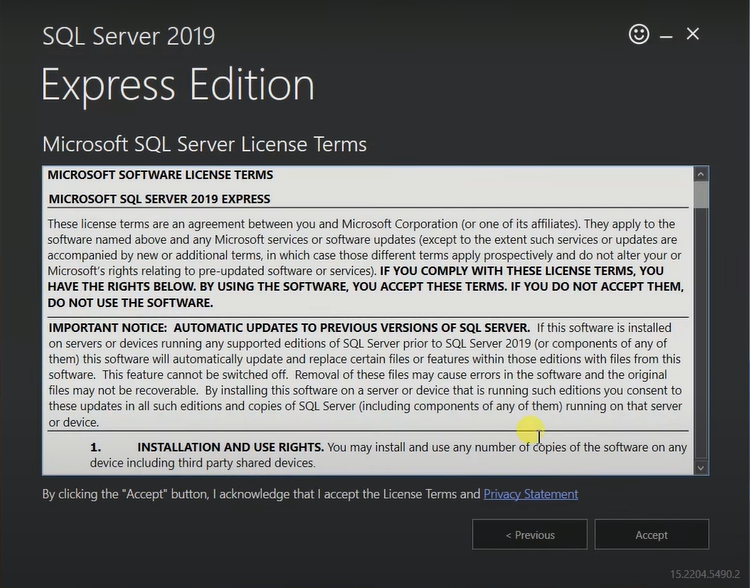 SQL Server 2019
Express Edition
Microsoft SQL Server License Terms
MICROSOFT SOFTWARE LICENSE TERMS
MICROSOFT SQL SERVER 2019 EXPRESS
These license terms are an agreement between you and Microsoft Corporation (or one of its affiliates). They apply to the
software named above and any Microsoft services or software updates (except to the extent such services or updates are
accompanied by new or additional terms, in which case those different terms apply prospectively and do not alter your or
Microsoft's rights relating to pre-updated software or services). IF YOU COMPLY WITH THESE LICENSE TERMS, YOU
HAVE THE RIGHTS BELOW. BY USING THE SOFTWARE, YOU ACCEPT THESE TERMS. IF YOU DO NOT ACCEPT THEM,
DO NOT USE THE SOFTWARE.
IMPORTANT NOTICE: AUTOMATIC UPDATES TO PREVIOUS VERSIONS OF SQL SERVER. If this software is installed
on servers or devices running any supported editions of SQL Server prior to SQL Server 2019 (or components of any of
them) this software will automatically update and replace certain files or features within those editions with files from this
software. This feature cannot be switched off. Removal of these files may cause errors in the software and the original
files may not be recoverable. By installing this software on a server or device that is running such editions you consent to
these updates in all such editions and copies of SQL Server (including components of any of them) running on that server
or device.
1. INSTALLATION AND USE RIGHTS. You may install and use any number of copies of the software on any
device including third party shared devices.
By clicking the "Accept" button, I acknowledge that I accept the License Terms and Privacy Statement
< Previous
Accept
15.2204.5490.2